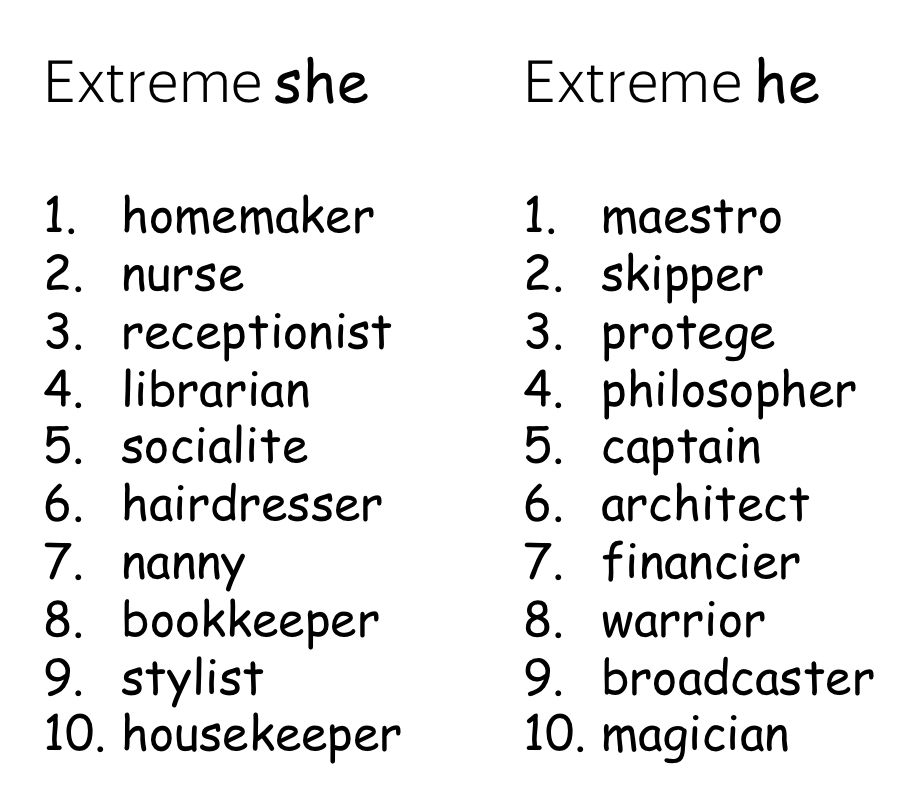 Extreme she
1. homemaker
2. nurse
3. receptionist
4. librarian
5. socialite
6. hairdresser
7. nanny
8. bookkeeper
9. stylist
10. housekeeper
Extreme he
1. maestro
2. skipper
3. protege
4. philosopher
5. captain
6. architect
7. financier
8. warrior
9. broadcaster
10. magician